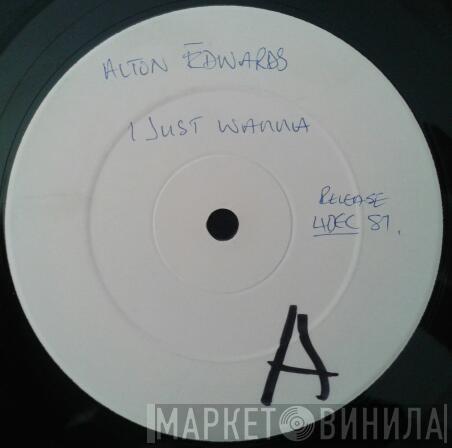 ALTON EDWARDS
I JUST WANNA
RELEASE
4 DEC 81.
A
МАРКЕТ ВИНИЛА